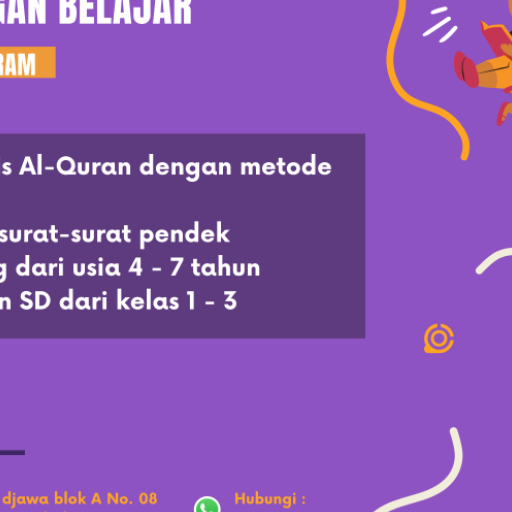 GAN BELAJAR
RAM
is Al-Quran dengan metode
surat-surat pendek
g dari usia 4 - 7 tahun
n SD dari kelas 1 - 3
djawa blok A No. 08
Hubungi :